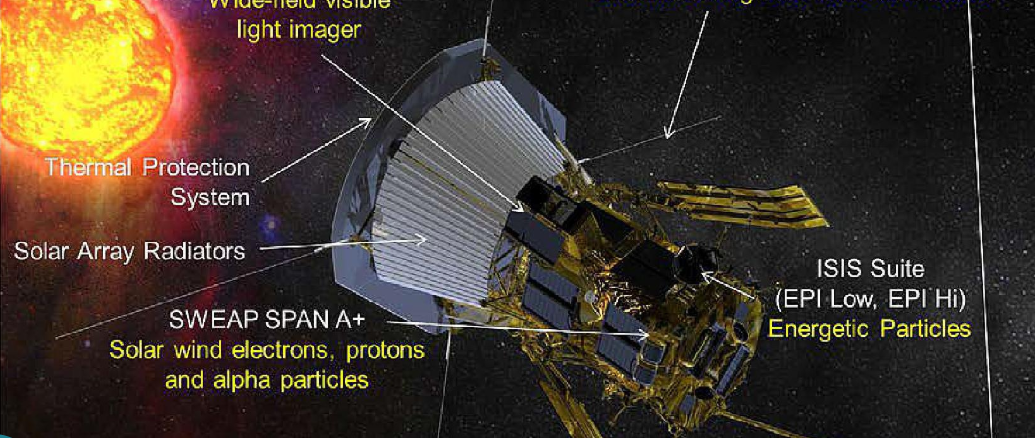 Wide-field visible
light imager
Thermal Protection
System
Solar Array Radiators
SWEAP SPAN A+
Solar wind electrons, protons
and alpha particles
ISIS Suite
(EPI Low, EPI Hi)
Energetic Particles